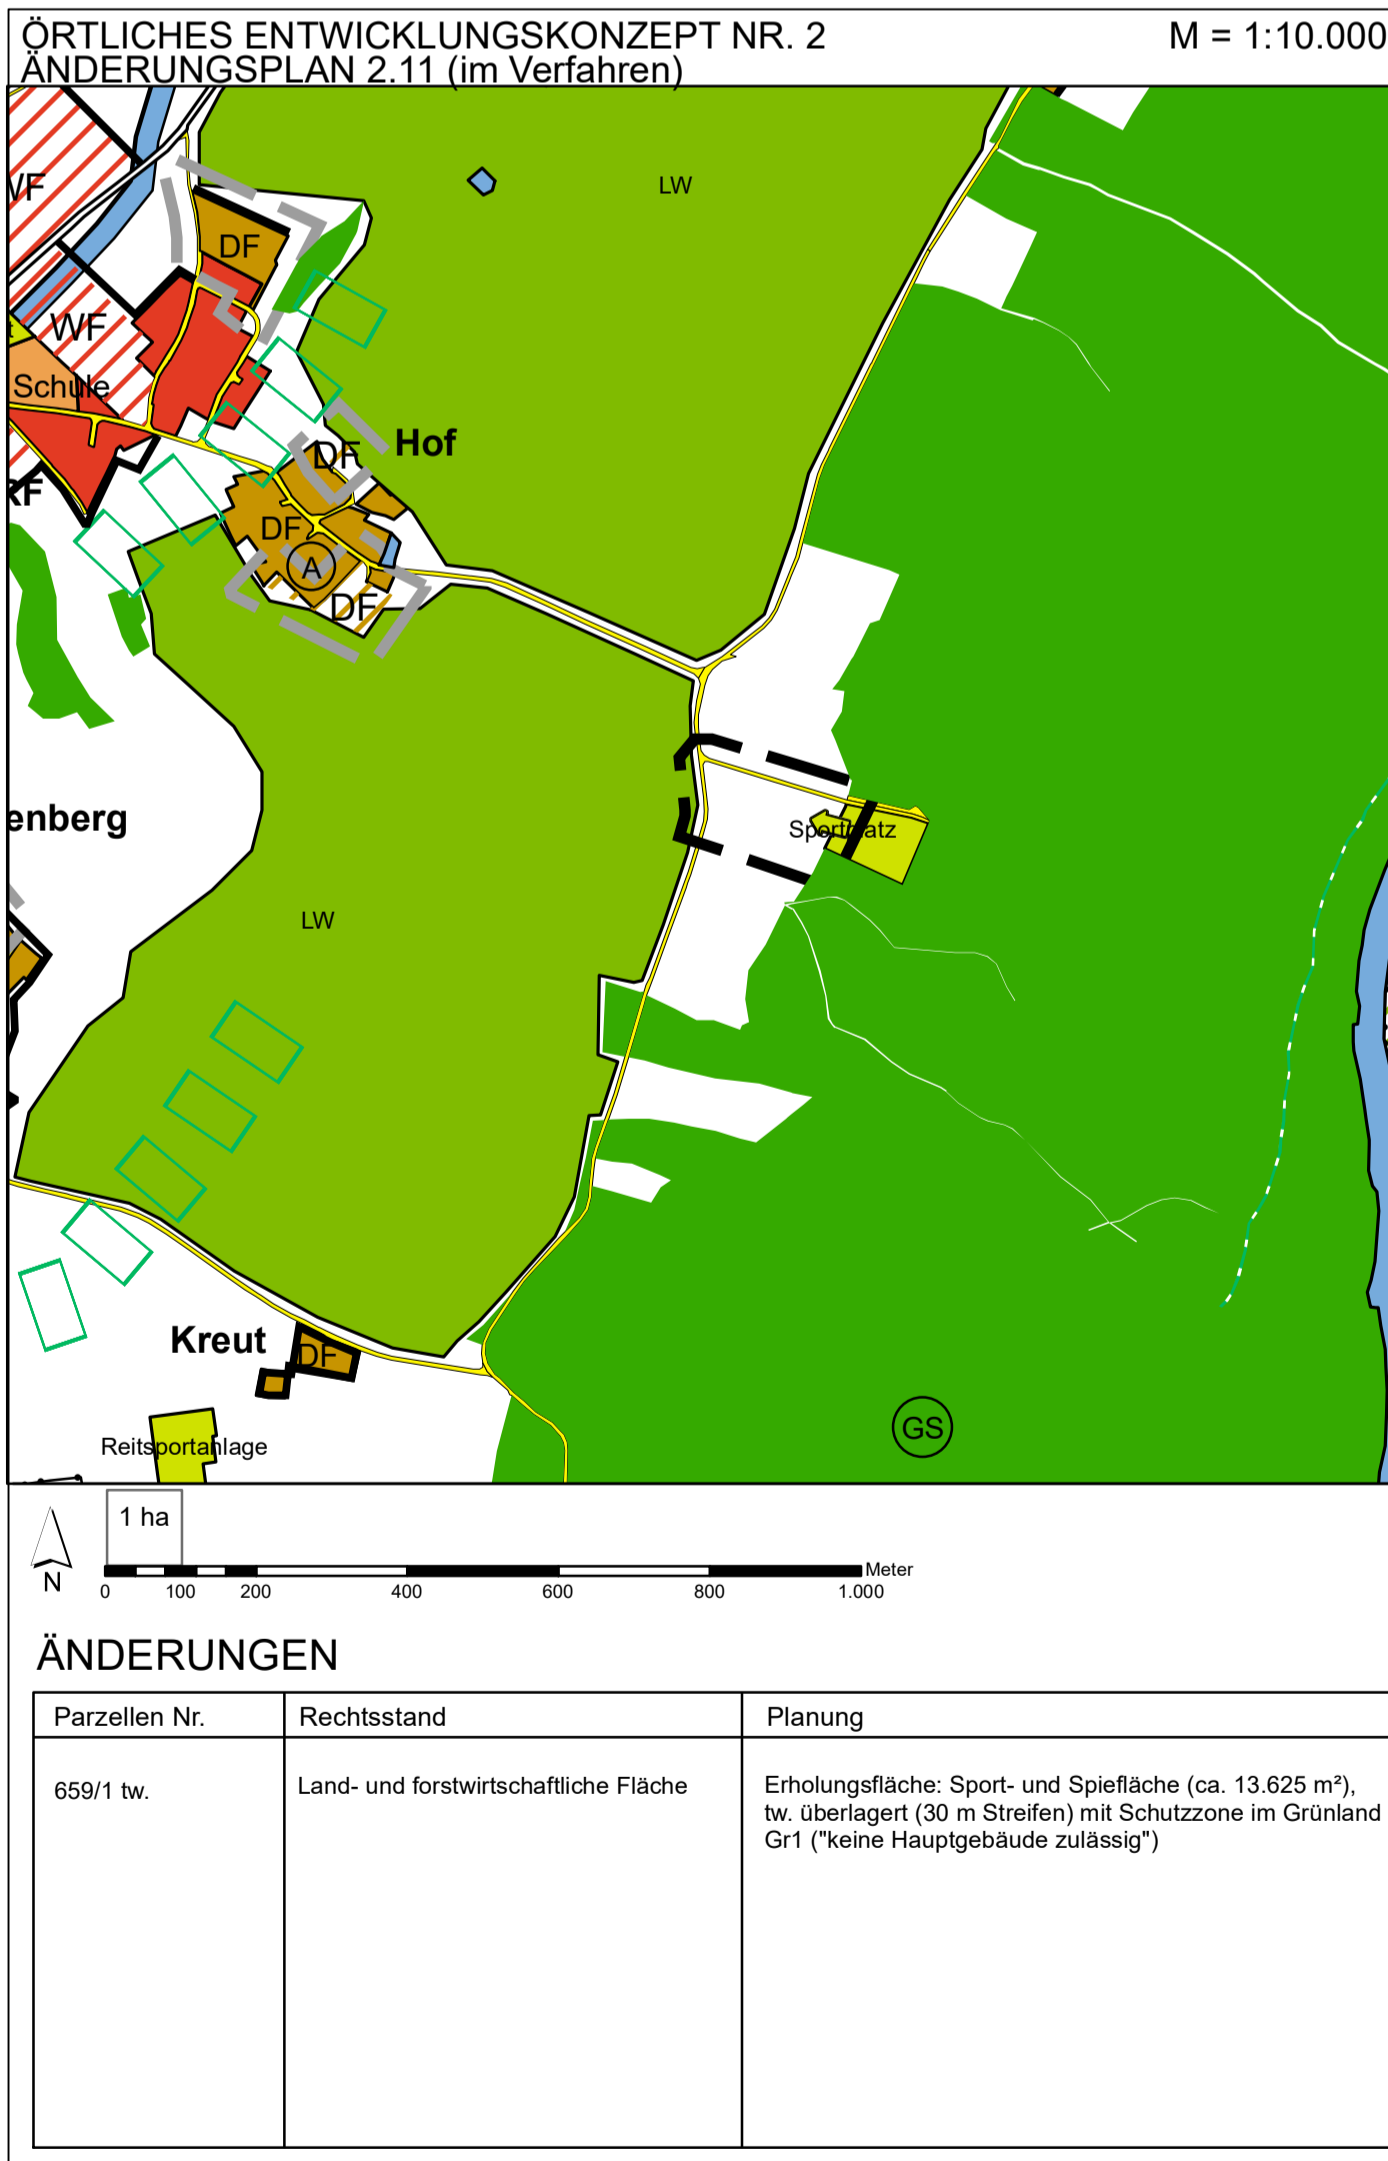 ÖRTLICHES ENTWICKLUNGSKONZEPT NR. 2
M = 1:10.000
ÄNDERUNGSPLAN 2.11 (im Verfahren)
LW
WF
DF
WF
Schule
Hof
DF
DF
A
DF
enberg
Sportplatz
LW
Kreut
DF
GS
Reitsportanlage
1 ha
N
0 100 200 400 600 800 1.000 Meter
ÄNDERUNGEN
Parzellen Nr.
Rechtsstand
Planung
659/1 tw.
Land- und forstwirtschaftliche Fläche
Erholungsfläche: Sport- und Spiefläche (ca. 13.625 m²),
tw. überlagert (30 m Streifen) mit Schutzzone im Grünland
Gr1 ("keine Hauptgebäude zulässig")